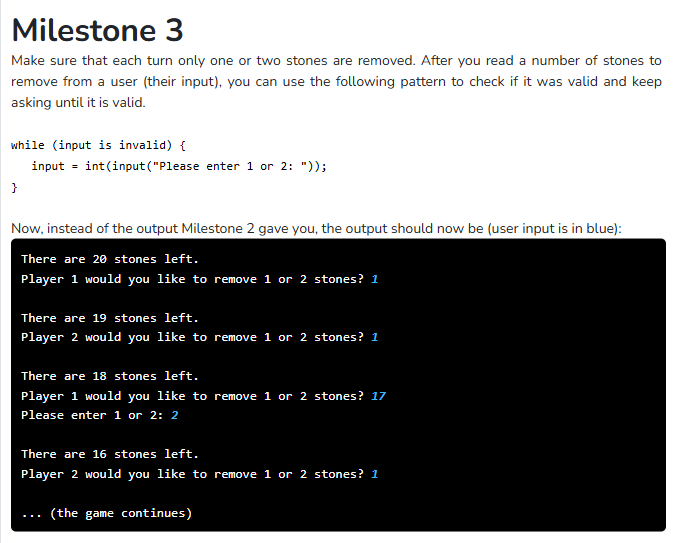 Milestone 3
Make sure that each turn only one or two stones are removed. After you read a number of stones to
remove from a user (their input), you can use the following pattern to check if it was valid and keep
asking until it is valid.
while (input is invalid) {
   input = int(input("Please enter 1 or 2: "));
}
Now, instead of the output Milestone 2 gave you, the output should now be (user input is in blue):
There are 20 stones left.
Player 1 would you like to remove 1 or 2 stones? 1
There are 19 stones left.
Player 2 would you like to remove 1 or 2 stones? 1
There are 18 stones left.
Player 1 would you like to remove 1 or 2 stones? 17
Please enter 1 or 2: 2
There are 16 stones left.
Player 2 would you like to remove 1 or 2 stones? 1
... (the game continues)